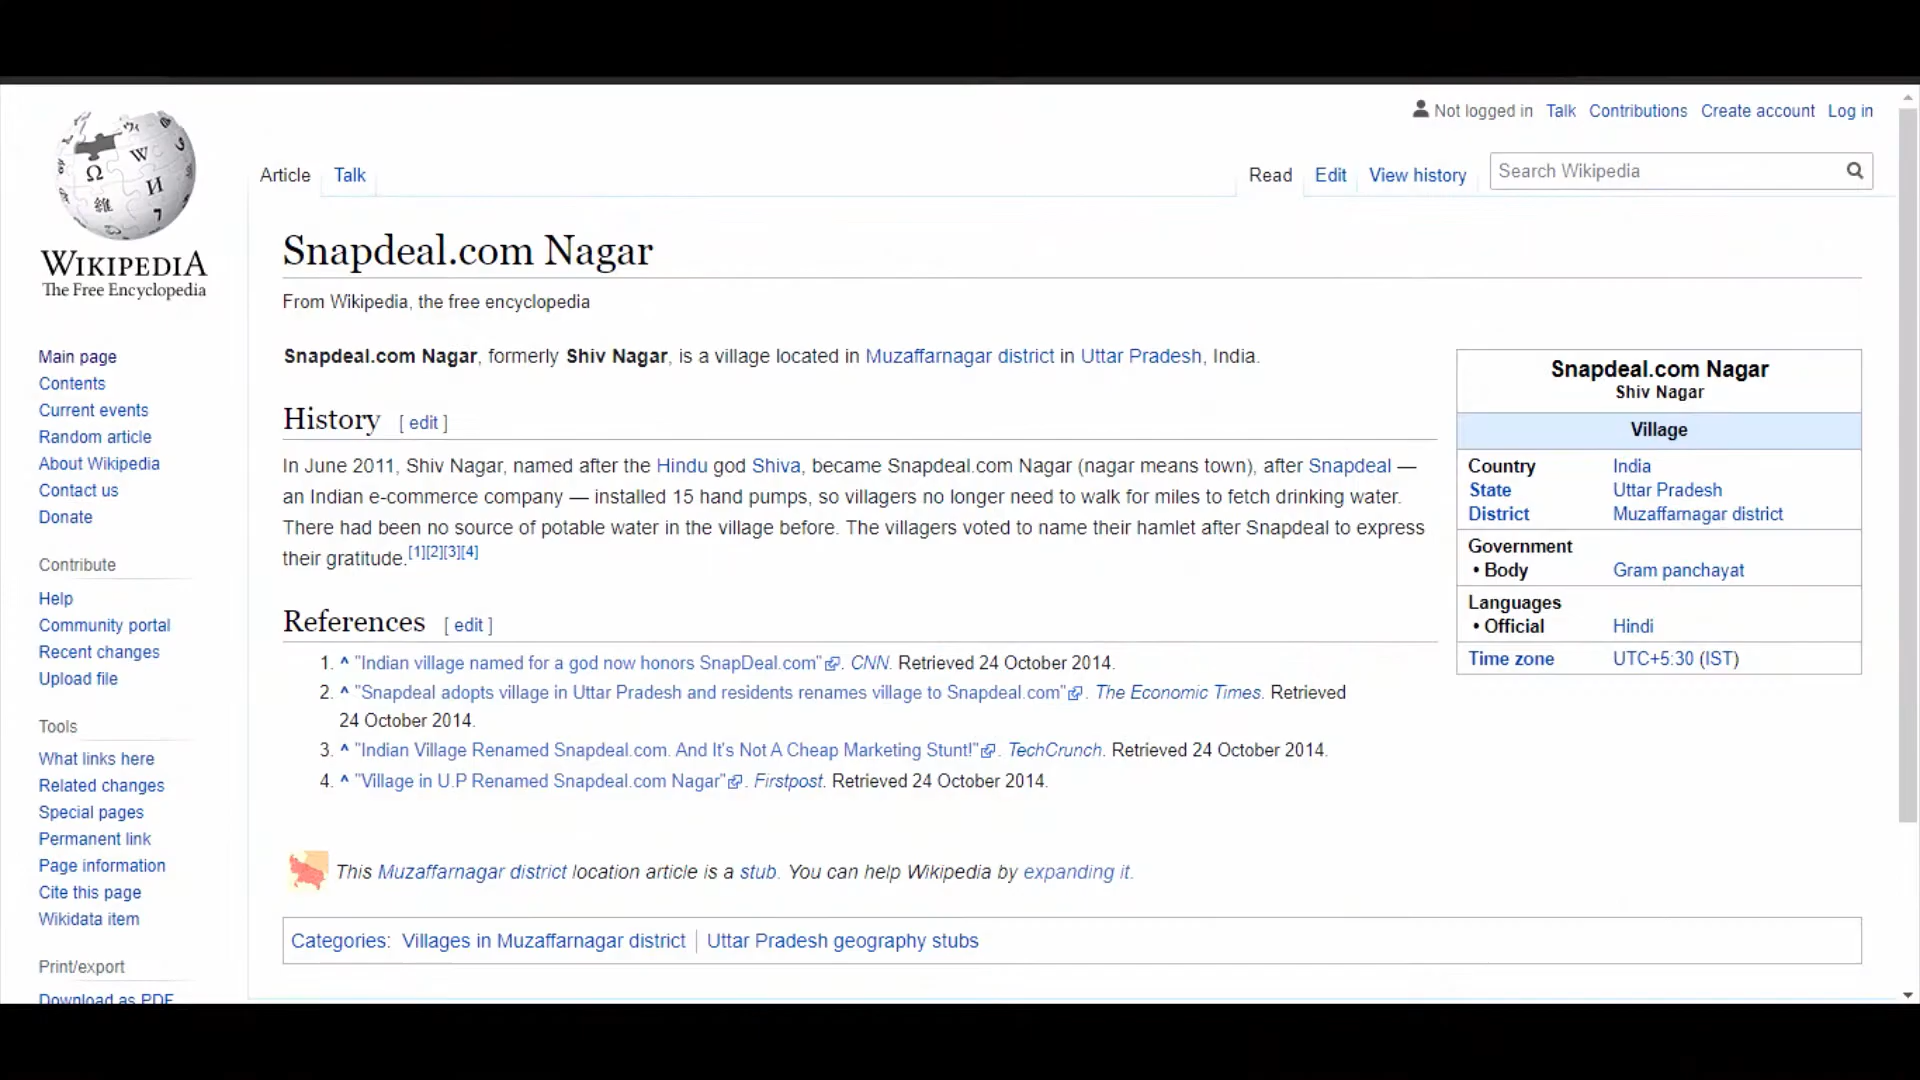 Not logged in Talk Contributions Create account Log in
Article Talk Read Edit View history Search Wikipedia
WIKIPEDIA
The Free Encyclopedia
Main page
Contents
Current events
Random article
About Wikipedia
Contact us
Donate
Contribute
Help
Community portal
Recent changes
Upload file
Tools
What links here
Related changes
Special pages
Permanent link
Page information
Cite this page
Wikidata item
Print/export
Download as PDF
Snapdeal.com Nagar
From Wikipedia, the free encyclopedia
Snapdeal.com Nagar, formerly Shiv Nagar, is a village located in Muzaffarnagar district in Uttar Pradesh, India.
History [ edit ]
In June 2011, Shiv Nagar, named after the Hindu god Shiva, became Snapdeal.com Nagar (nagar means town), after Snapdeal —
an Indian e-commerce company — installed 15 hand pumps, so villagers no longer need to walk for miles to fetch drinking water.
There had been no source of potable water in the village before. The villagers voted to name their hamlet after Snapdeal to express
their gratitude.[1][2][3][4]
References [ edit ]
1. ^ "Indian village named for a god now honors SnapDeal.com". CNN. Retrieved 24 October 2014.
2. ^ "Snapdeal adopts village in Uttar Pradesh and residents renames village to Snapdeal.com". The Economic Times. Retrieved
24 October 2014.
3. ^ "Indian Village Renamed Snapdeal.com. And It's Not A Cheap Marketing Stunt!". TechCrunch. Retrieved 24 October 2014.
4. ^ "Village in U.P Renamed Snapdeal.com Nagar". Firstpost. Retrieved 24 October 2014.
Snapdeal.com Nagar
Shiv Nagar
Village
Country India
State Uttar Pradesh
District Muzaffarnagar district
Government
• Body Gram panchayat
Languages
• Official Hindi
Time zone UTC+5:30 (IST)
This Muzaffarnagar district location article is a stub. You can help Wikipedia by expanding it.
Categories: Villages in Muzaffarnagar district | Uttar Pradesh geography stubs